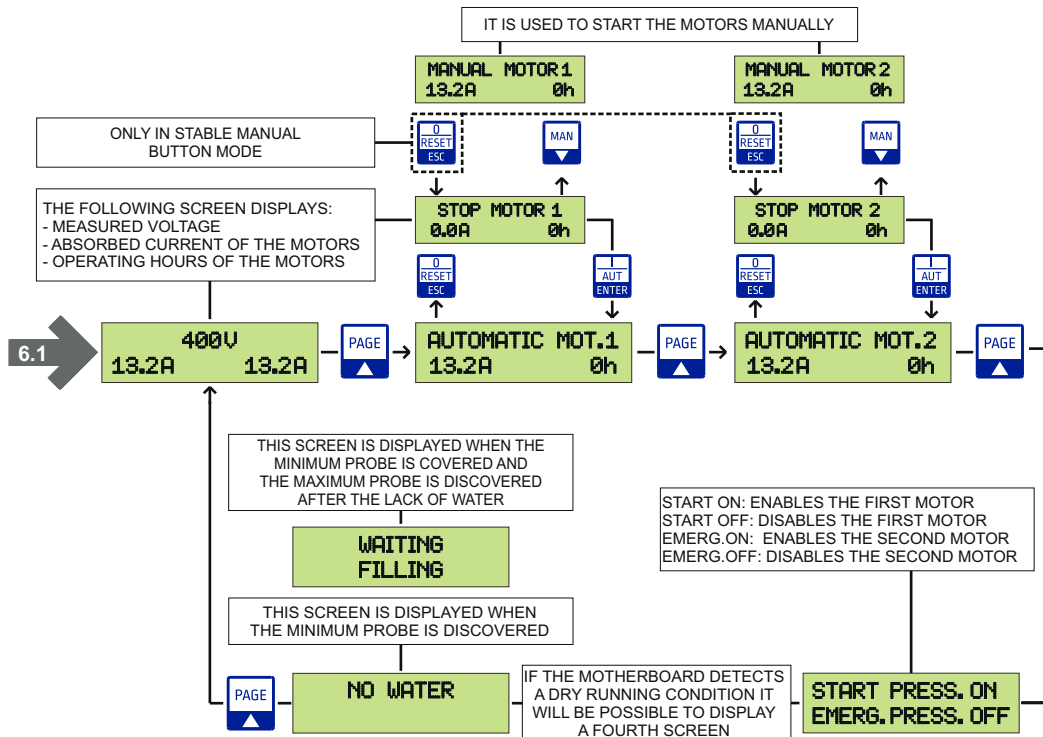 IT IS USED TO START THE MOTORS MANUALLY
MANUAL MOTOR 1
13.2A 0h
MANUAL MOTOR 2
13.2A 0h
ONLY IN STABLE MANUAL
BUTTON MODE
0
RESET
ESC
MAN
0
RESET
ESC
MAN
THE FOLLOWING SCREEN DISPLAYS:
- MEASURED VOLTAGE
- ABSORBED CURRENT OF THE MOTORS
- OPERATING HOURS OF THE MOTORS
STOP MOTOR 1
0.0A 0h
STOP MOTOR 2
0.0A 0h
0
RESET
ESC
I
AUT
ENTER
0
RESET
ESC
I
AUT
ENTER
6.1
400V
13.2A 13.2A
PAGE
AUTOMATIC MOT.1
13.2A 0h
PAGE
AUTOMATIC MOT.2
13.2A 0h
PAGE
THIS SCREEN IS DISPLAYED WHEN THE
MINIMUM PROBE IS COVERED AND
THE MAXIMUM PROBE IS DISCOVERED
AFTER THE LACK OF WATER
WAITING
FILLING
START ON: ENABLES THE FIRST MOTOR
START OFF: DISABLES THE FIRST MOTOR
EMERG.ON: ENABLES THE SECOND MOTOR
EMERG.OFF: DISABLES THE SECOND MOTOR
THIS SCREEN IS DISPLAYED WHEN
THE MINIMUM PROBE IS DISCOVERED
PAGE
NO WATER
IF THE MOTHERBOARD DETECTS
A DRY RUNNING CONDITION IT
WILL BE POSSIBLE TO DISPLAY
A FOURTH SCREEN
START PRESS. ON
EMERG. PRESS. OFF